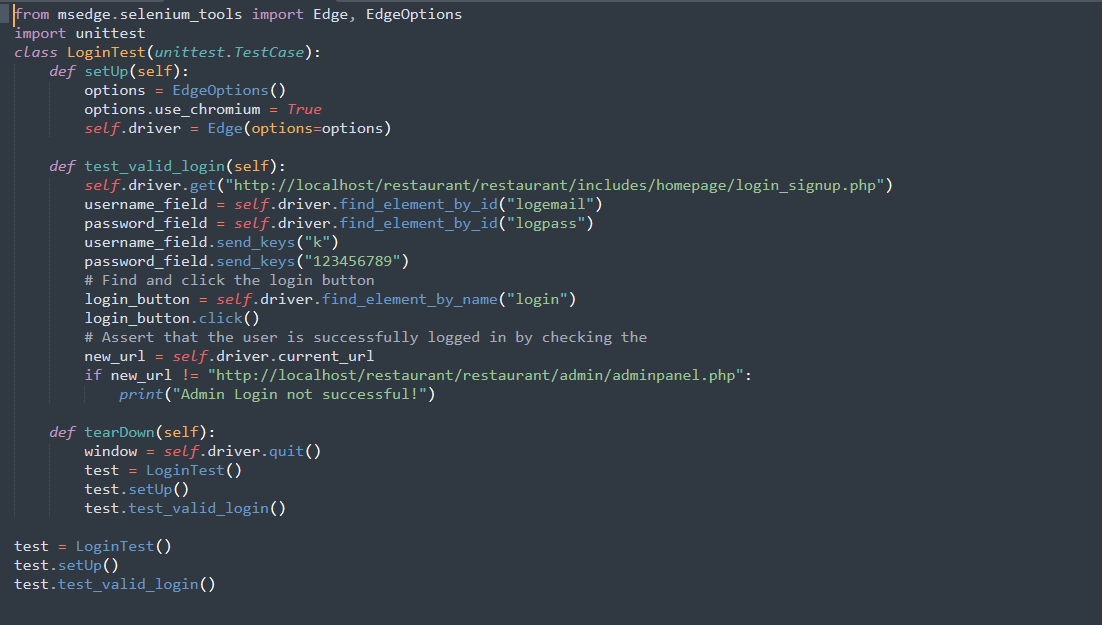 from msedge.selenium_tools import Edge, EdgeOptions
import unittest
class LoginTest(unittest.TestCase):
    def setUp(self):
        options = EdgeOptions()
        options.use_chromium = True
        self.driver = Edge(options=options)

    def test_valid_login(self):
        self.driver.get("http://localhost/restaurant/restaurant/includes/homepage/login_signup.php")
        username_field = self.driver.find_element_by_id("logemail")
        password_field = self.driver.find_element_by_id("logpass")
        username_field.send_keys("k")
        password_field.send_keys("123456789")
        # Find and click the login button
        login_button = self.driver.find_element_by_name("login")
        login_button.click()
        # Assert that the user is successfully logged in by checking the
        new_url = self.driver.current_url
        if new_url != "http://localhost/restaurant/restaurant/admin/adminpanel.php":
            print("Admin Login not successful!")

    def tearDown(self):
        window = self.driver.quit()
        test = LoginTest()
        test.setUp()
        test.test_valid_login()

test = LoginTest()
test.setUp()
test.test_valid_login()